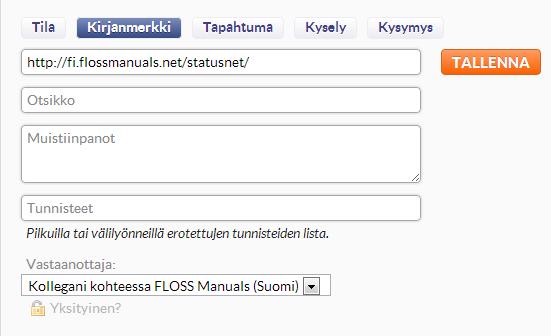 Tila Kirjanmerkki Tapahtuma Kysely Kysymys
http://fi.flossmanuals.net/statusnet/ TALLENNA
Otsikko
Muistiinpanot
Tunnisteet
Pilkuilla tai välilyönneillä erotettujen tunnisteiden lista.
Vastaanottaja:
Kollegani kohteessa FLOSS Manuals (Suomi)
Yksityinen?